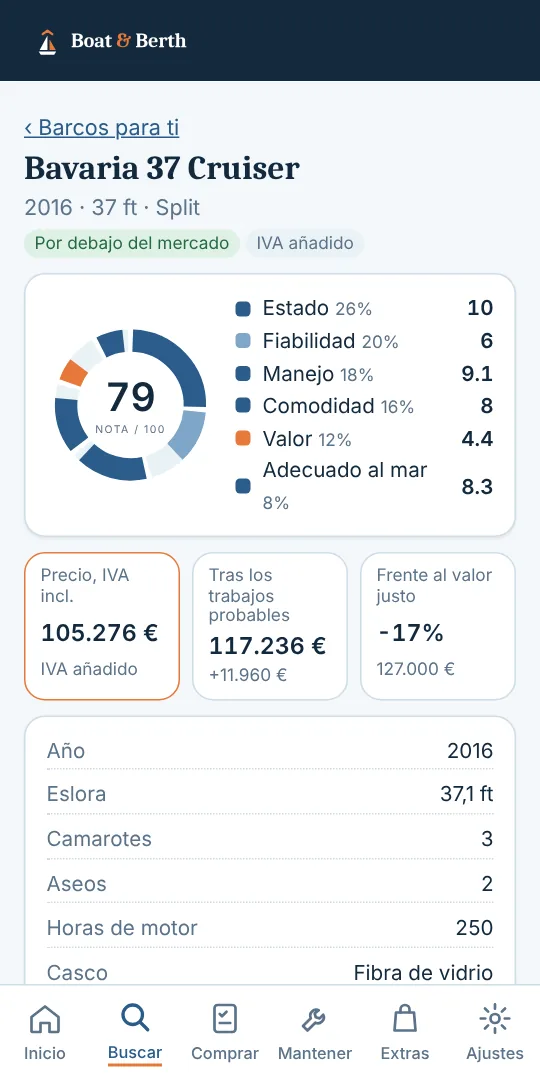 Boat & Berth
‹ Barcos para ti
Bavaria 37 Cruiser
2016 · 37 ft · Split
Por debajo del mercado
IVA añadido
79
NOTA / 100
Estado 26% 10
Fiabilidad 20% 6
Manejo 18% 9.1
Comodidad 16% 8
Valor 12% 4.4
Adecuado al mar
8% 8.3
Precio, IVA
incl.
105.276 €
IVA añadido
Tras los
trabajos
probables
117.236 €
+11.960 €
Frente al valor
justo
-17%
127.000 €
Año 2016
Eslora 37,1 ft
Camarotes 3
Aseos 2
Horas de motor 250
Casco Fibra de vidrio
Inicio Buscar Comprar Mantener Extras Ajustes